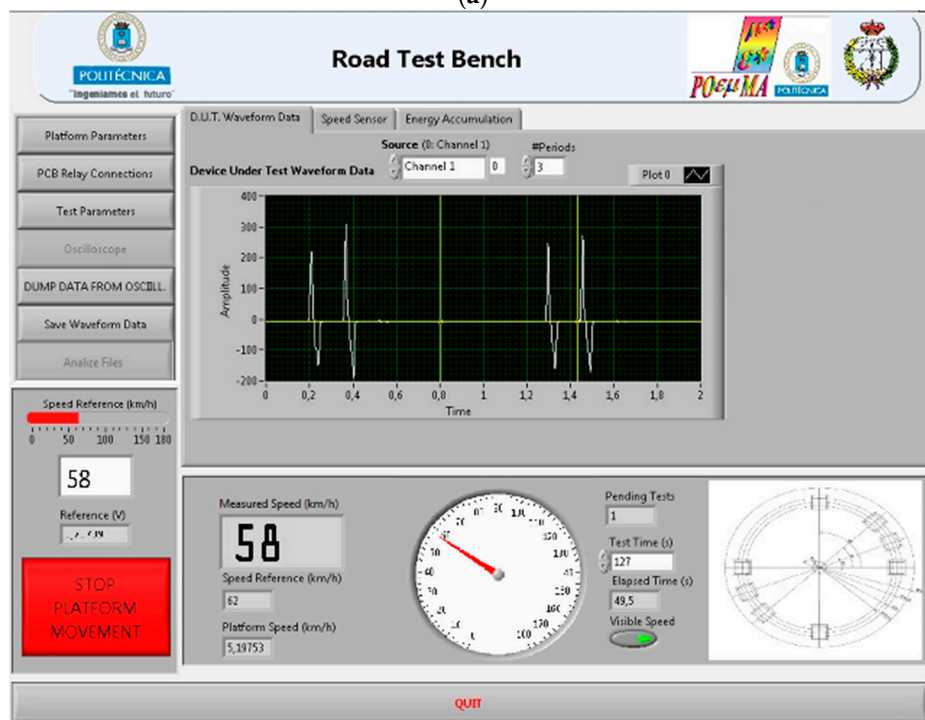 (a)
POLITÉCNICA
"Ingeniamos el futuro"
Road Test Bench
POEμMA
POLITÉCNICA
Platform Parameters
PCB Relay Connections
Test Parameters
Oscilloscope
DUMP DATA FROM OSCILL.
Save Waveform Data
Analize Files
D.U.T. Waveform Data
Speed Sensor
Energy Accumulation
Source (0: Channel 1)
#Periods
Device Under Test Waveform Data
Channel 1
0
3
Plot 0
400
300
200
100
0
-100
-200
Amplitude
0
0,2
0,4
0,6
0,8
1
1,2
1,4
1,6
1,8
2
Time
Speed Reference (km/h)
0
50
100
150
180
58
Reference (V)
STOP
PLATFORM
MOVEMENT
Measured Speed (km/h)
58
Speed Reference (km/h)
62
Platform Speed (km/h)
5,19753
Pending Tests
1
Test Time (s)
127
Elapsed Time (s)
49,5
Visible Speed
QUIT